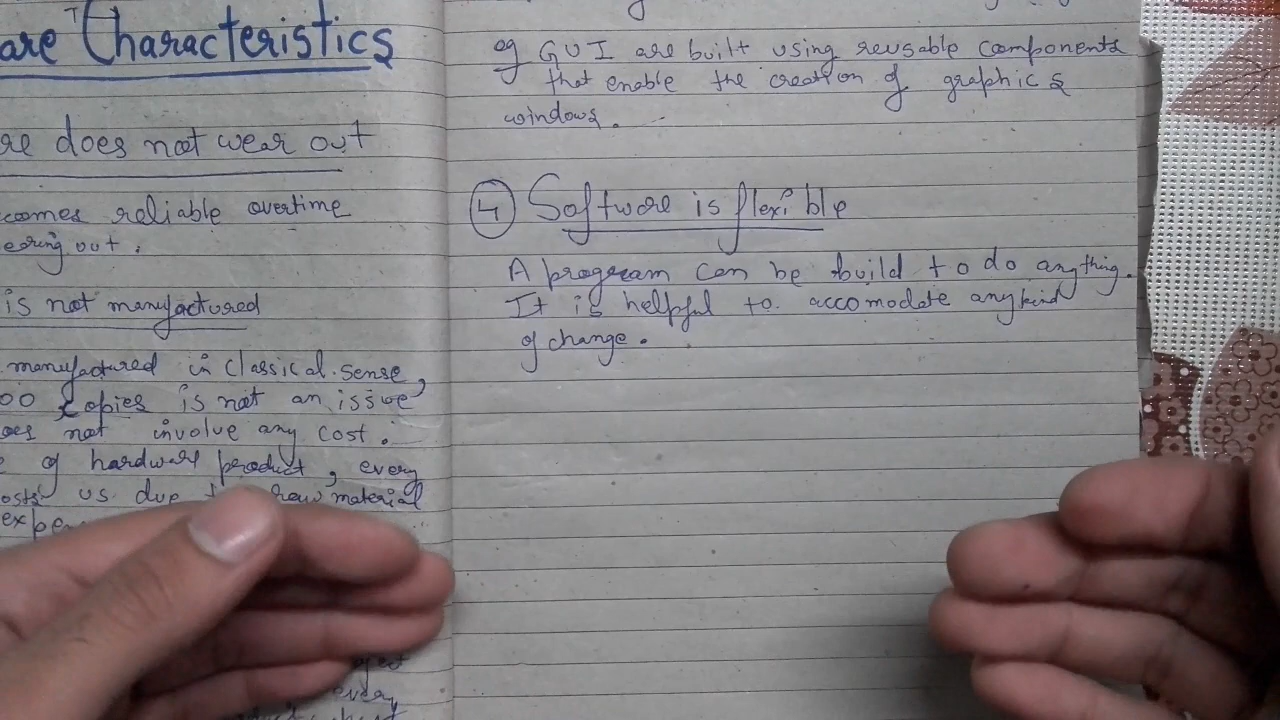 are Characteristics
re does not wear out
comes reliable overtime
earing out.
is not manufactured
manufactured in classical sense,
00 copies is not an issue
oes not involve any cost.
e of hardware product, every
osts us due raw material
expen
every
eg GUI are built using reusable components
that enable the creation of graphics
windows.
4 Software is flexible
A program can be build to do anything.
It is helpful to accomodate anykind
of change.